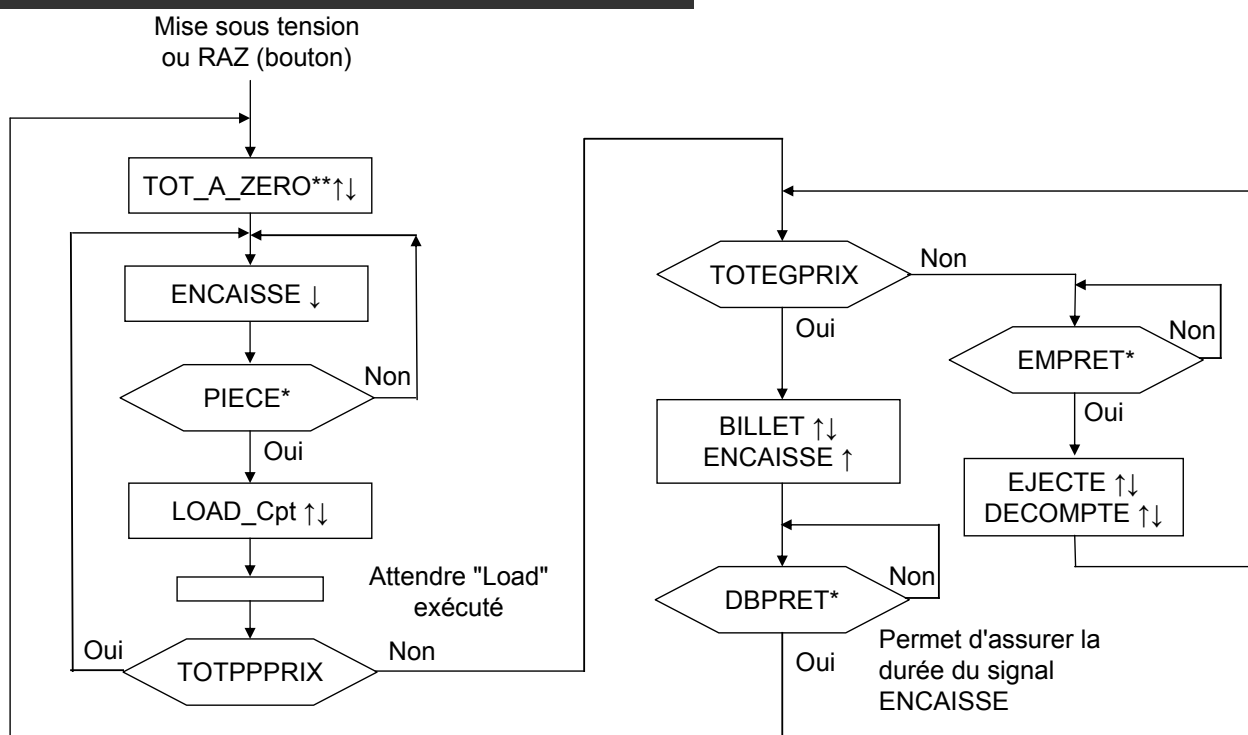 Mise sous tension
ou RAZ (bouton)
TOT_A_ZERO**↑↓
ENCAISSE ↓
PIECE*
Non
Oui
LOAD_Cpt ↑↓
Attendre "Load"
exécuté
Oui
TOTPPPRIX
Non
TOTEGPRIX
Non
Oui
BILLET ↑↓
ENCAISSE ↑
DBPRET*
Non
Oui
Permet d'assurer la
durée du signal
ENCAISSE
EMPRET*
Non
Oui
EJECTE ↑↓
DECOMPTE ↑↓